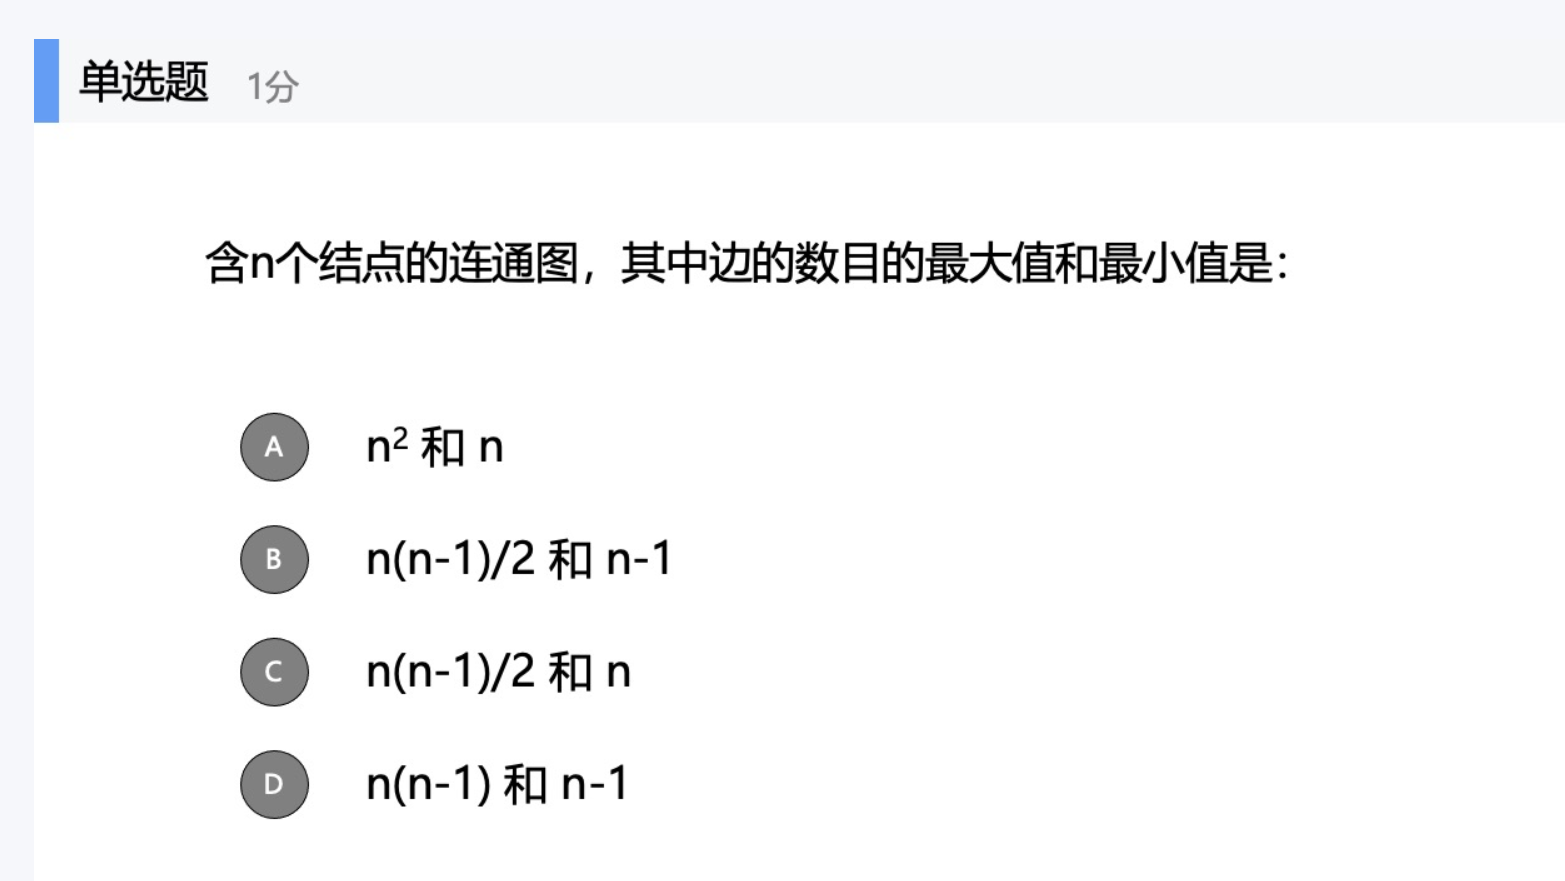 单选题 1分
含n个结点的连通图，其中边的数目的最大值和最小值是：
A n² 和 n
B n(n-1)/2 和 n-1
C n(n-1)/2 和 n
D n(n-1) 和 n-1